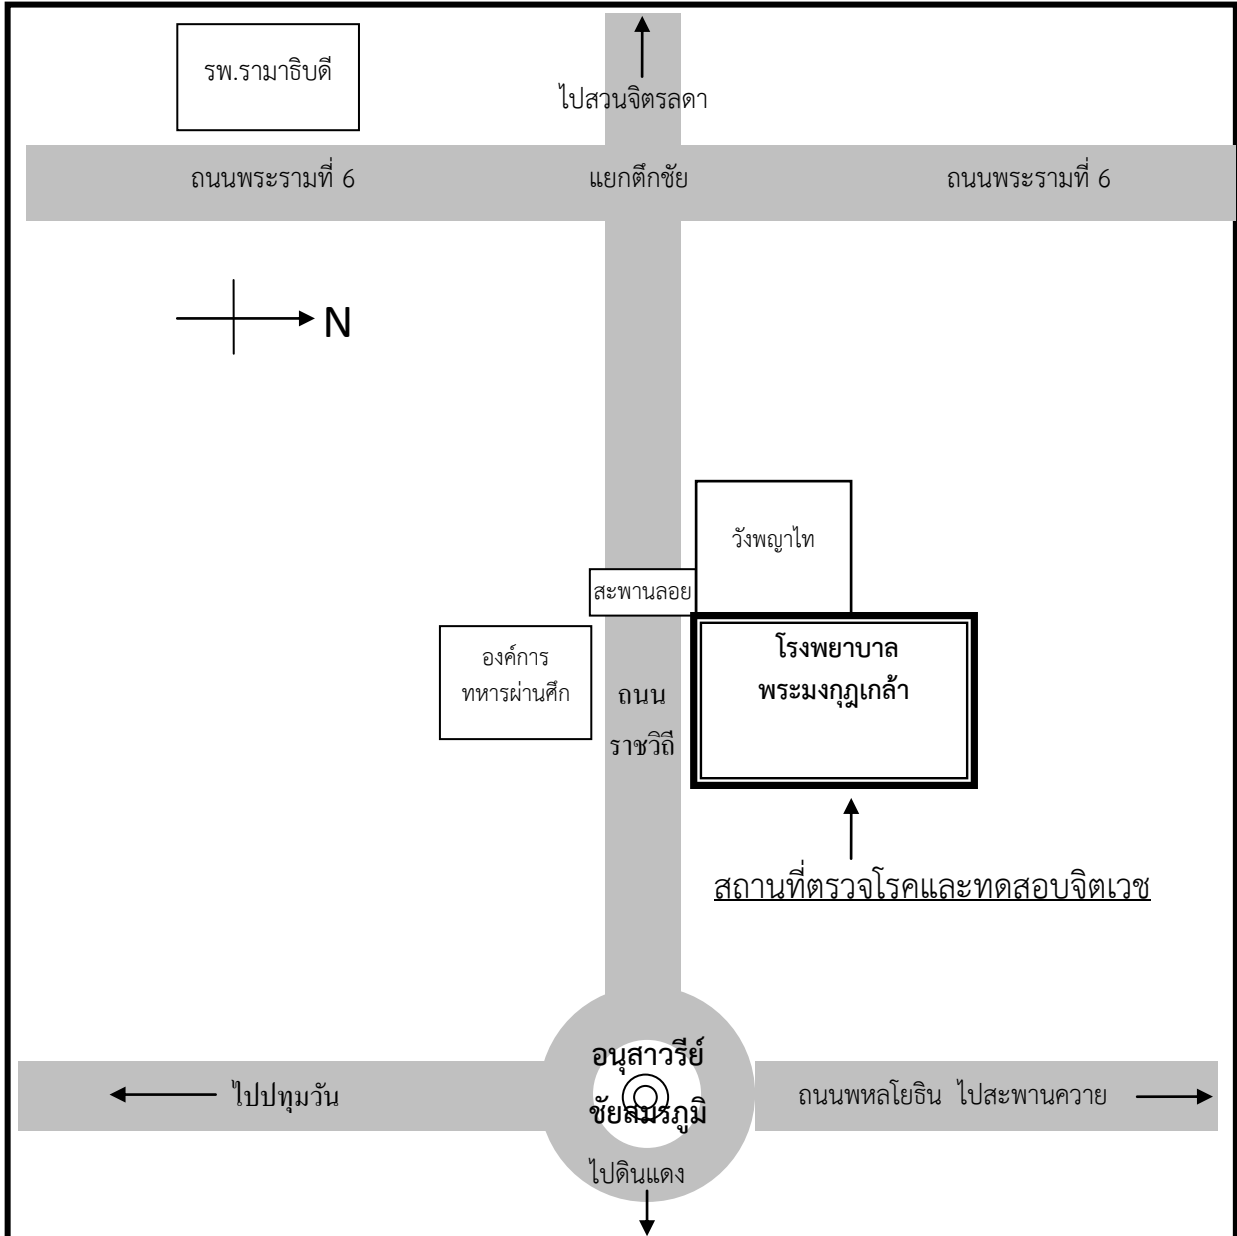 รพ.รามาธิบดี
ไปสวนจิตรลดา
ถนนพระรามที่ 6
แยกตึกชัย
ถนนพระรามที่ 6
N
วังพญาไท
สะพานลอย
องค์การ
ทหารผ่านศึก
ถนน
ราชวิถี
โรงพยาบาล
พระมงกุฎเกล้า
สถานที่ตรวจโรคและทดสอบจิตเวช
อนุสาวรีย์
ชัยสมรภูมิ
ไปปทุมวัน
ถนนพหลโยธิน ไปสะพานควาย
ไปดินแดง